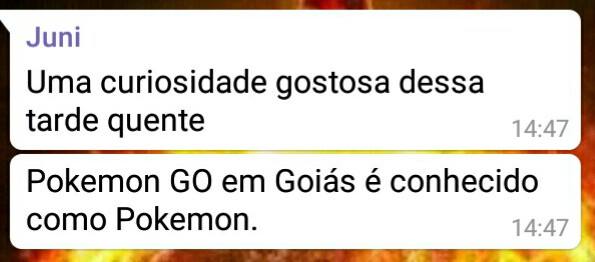 Juni
Uma curiosidade gostosa dessa
tarde quente
14:47
Pokemon GO em Goiás é conhecido
como Pokemon.
14:47